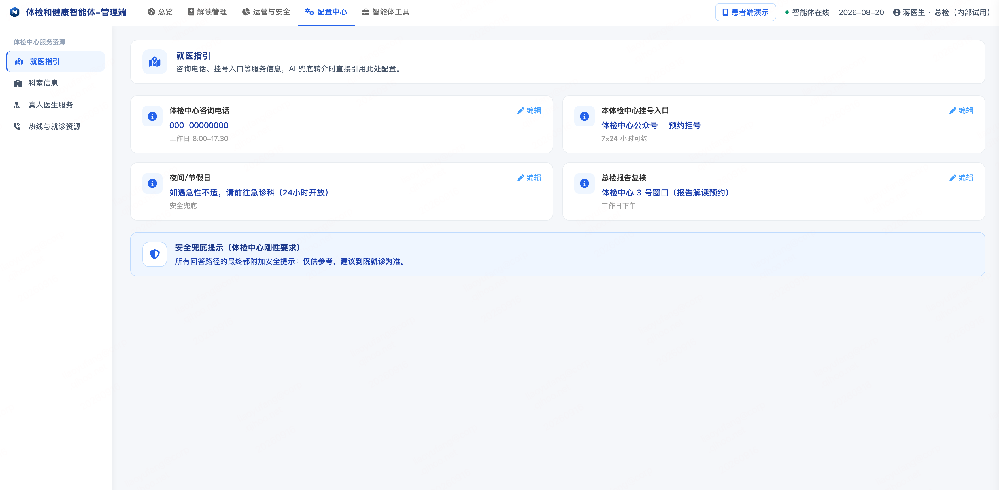 体检和健康智能体-管理端
总览
解读管理
运营与安全
配置中心
智能体工具
患者端演示
智能体在线
2026-08-20
蒋医生 · 总检（内部试用）
体检中心服务资源
就医指引
科室信息
真人医生服务
热线与就诊资源
就医指引
咨询电话、挂号入口等服务信息，AI 兜底转介时直接引用此处配置。
体检中心咨询电话
编辑
000-00000000
工作日 8:00-17:30
本体检中心挂号入口
编辑
体检中心公众号 - 预约挂号
7×24 小时可约
夜间/节假日
编辑
如遇急性不适，请前往急诊科（24小时开放）
安全兜底
总检报告复核
编辑
体检中心 3 号窗口（报告解读预约）
工作日下午
安全兜底提示（体检中心刚性要求）
所有回答路径的最终都附加安全提示：仅供参考，建议到院就诊为准。